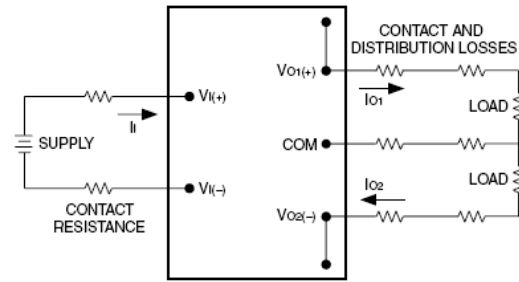 CONTACT AND
DISTRIBUTION LOSSES
VO1(+)
IO1
VI(+)
II
LOAD
SUPPLY
COM
LOAD
IO2
VI(–)
VO2(–)
CONTACT
RESISTANCE